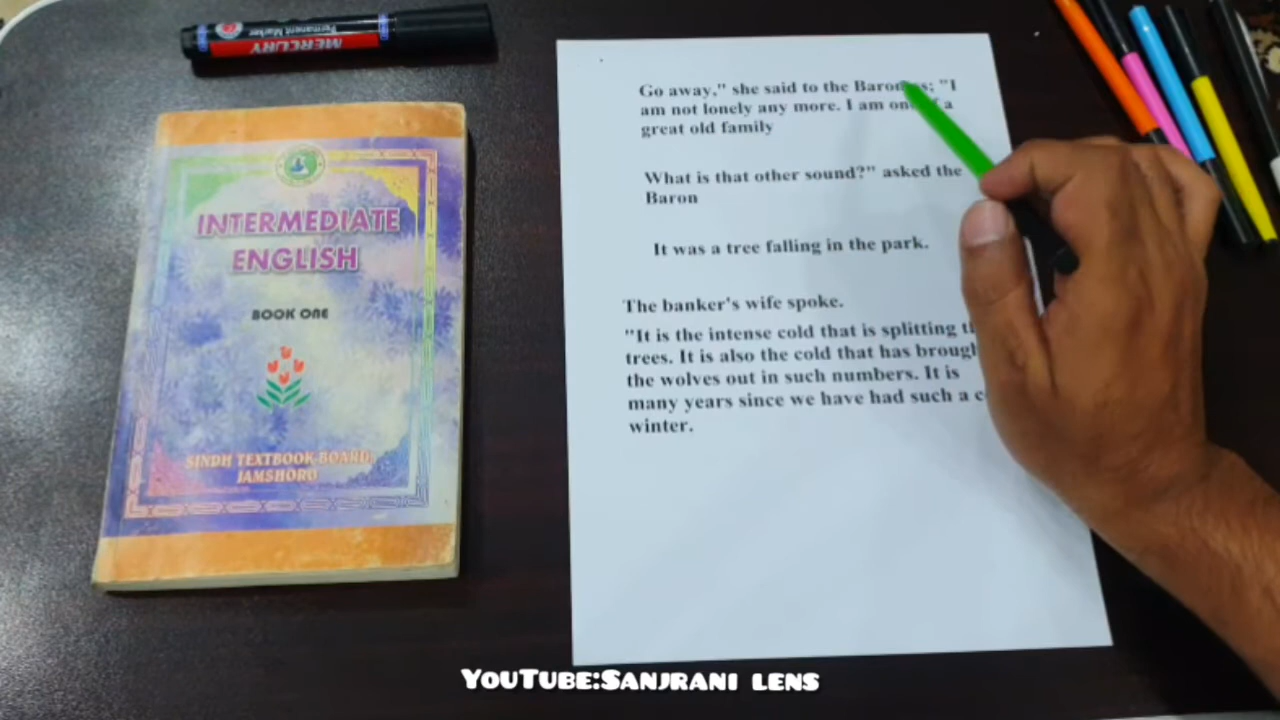 MERCURY
Permanent Marker
INTERMEDIATE
ENGLISH
BOOK ONE
SINDH TEXTBOOK BOARD,
JAMSHORO
Go away," she said to the "I
am not lonely any more. I am a
great old family
What is that other sound?" asked the
Baron
It was a tree falling in the park.
The banker's wife spoke.
"It is the intense cold that is splitting
trees. It is also the cold that has
the wolves out in such numbers. It is
many years since we have had such a
winter.
YouTube:Sanjrani lens